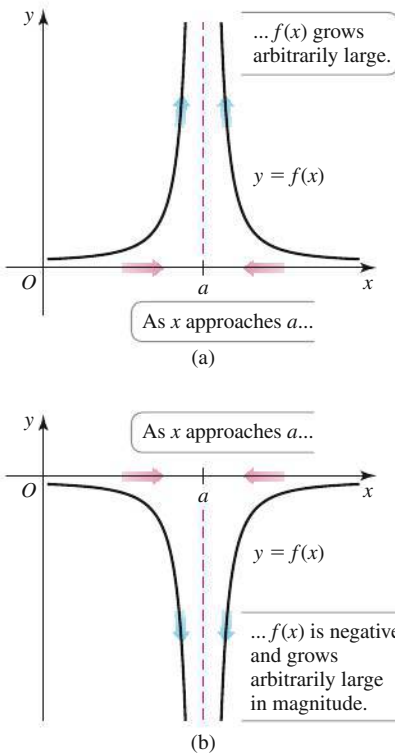 y
... f(x) grows
arbitrarily large.
y = f(x)
O
a
x
As x approaches a...
(a)
y
As x approaches a...
O
a
x
y = f(x)
... f(x) is negative
and grows
arbitrarily large
in magnitude.
(b)